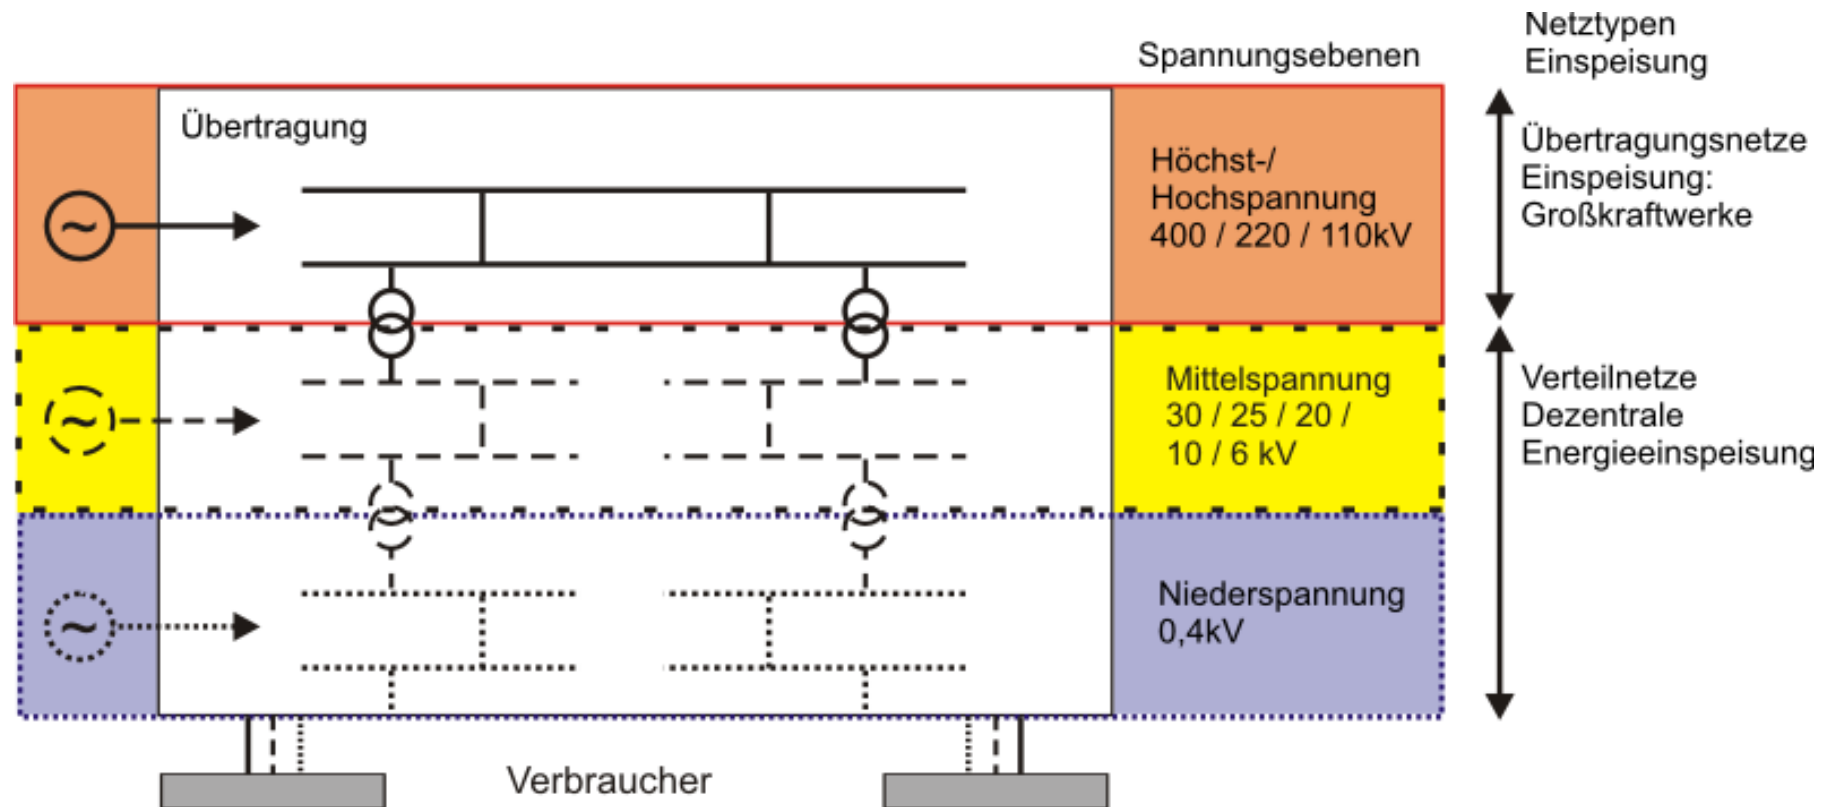 Netztypen
Einspeisung
Spannungsebenen
Übertragung
Höchst-/
Hochspannung
400 / 220 / 110kV
Übertragungsnetze
Einspeisung:
Großkraftwerke
~
Mittelspannung
30 / 25 / 20 /
10 / 6 kV
Verteilnetze
Dezentrale
Energieeinspeisung
~
Niederspannung
0,4kV
~
Verbraucher